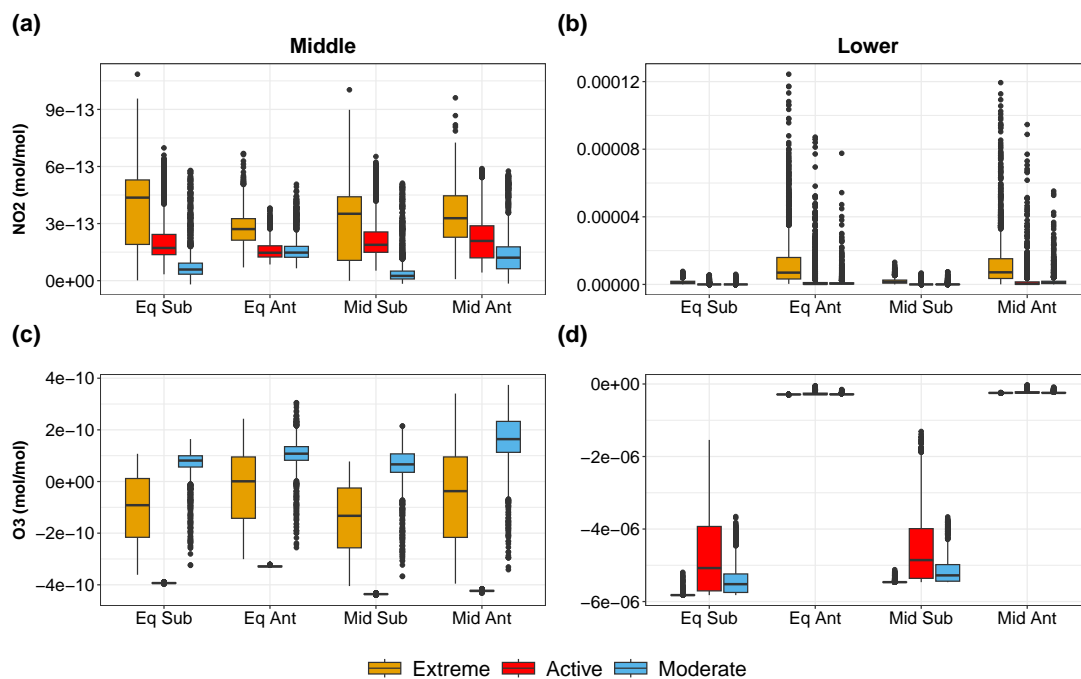 (a)
Middle
NO2 (mol/mol)
9e−13
6e−13
3e−13
0e+00
Eq Sub Eq Ant Mid Sub Mid Ant
(b)
Lower
0.00012
0.00008
0.00004
0.00000
Eq Sub Eq Ant Mid Sub Mid Ant
(c)
O3 (mol/mol)
4e−10
2e−10
0e+00
−2e−10
−4e−10
Eq Sub Eq Ant Mid Sub Mid Ant
(d)
0e+00
−2e−06
−4e−06
−6e−06
Eq Sub Eq Ant Mid Sub Mid Ant
Extreme Active Moderate